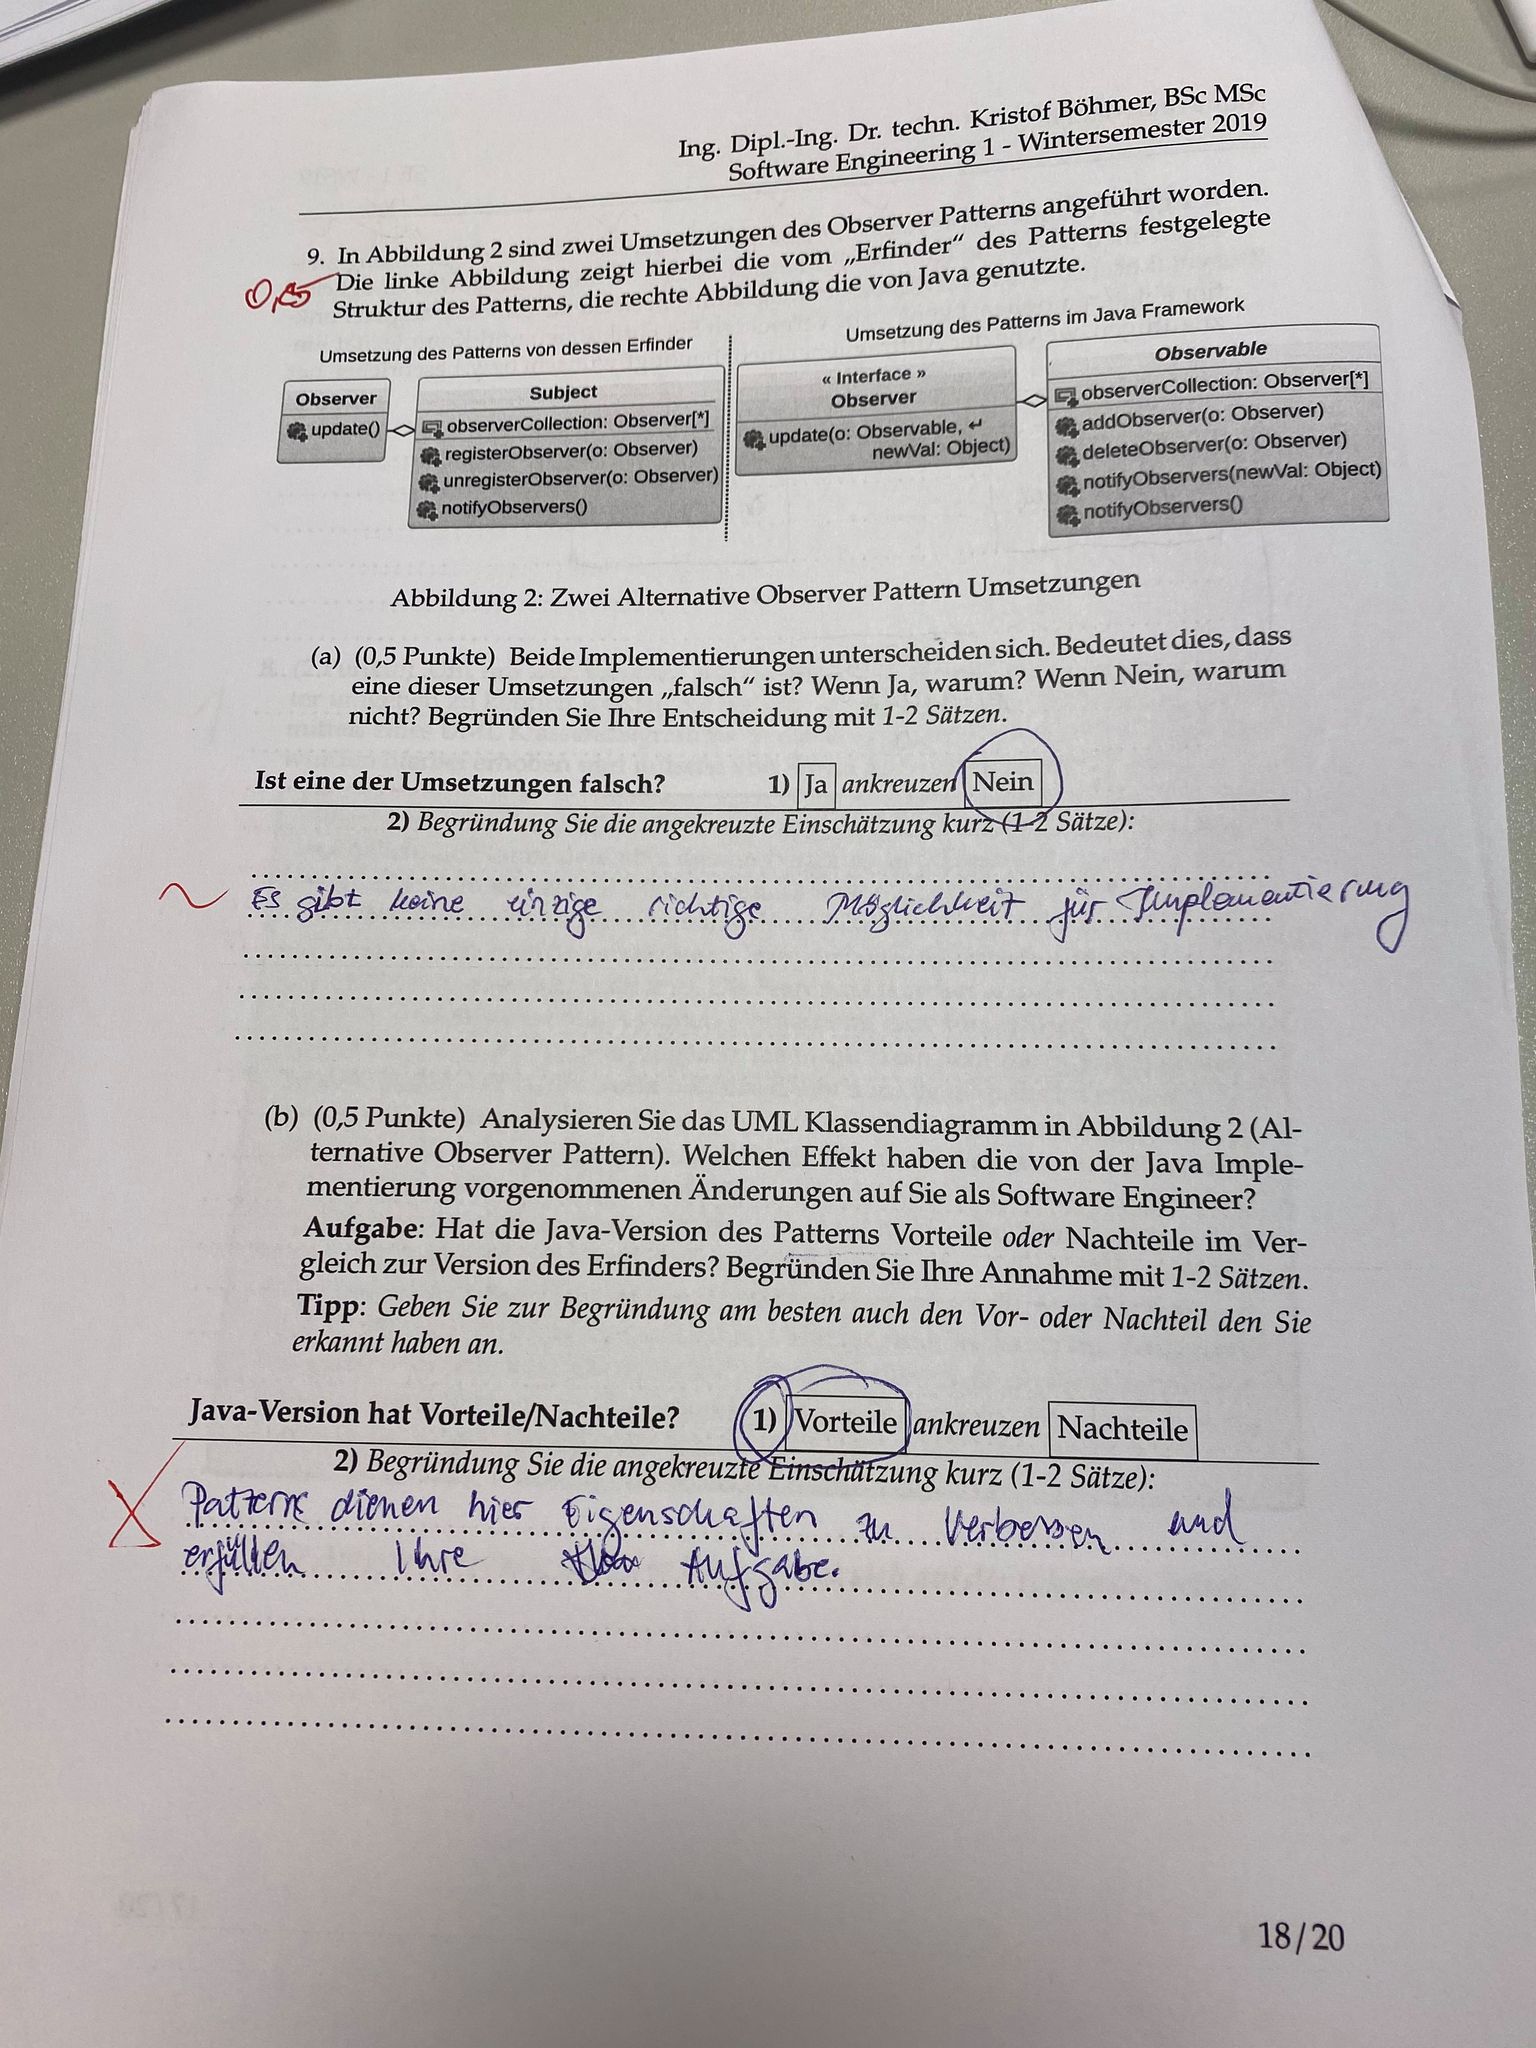 Ing. Dipl.-Ing. Dr. techn. Kristof Böhmer, BSc MSc
Software Engineering 1 - Wintersemester 2019
9. In Abbildung 2 sind zwei Umsetzungen des Observer Patterns angeführt worden.
Die linke Abbildung zeigt hierbei die vom „Erfinder“ des Patterns festgelegte
Struktur des Patterns, die rechte Abbildung die von Java genutzte.
Umsetzung des Patterns von dessen Erfinder
Observer
update()
Subject
observerCollection: Observer[*]
registerObserver(o: Observer)
unregisterObserver(o: Observer)
notifyObservers()
Umsetzung des Patterns im Java Framework
« Interface »
Observer
update(o: Observable, ↵
newVal: Object)
Observable
observerCollection: Observer[*]
addObserver(o: Observer)
deleteObserver(o: Observer)
notifyObservers(newVal: Object)
notifyObservers()
Abbildung 2: Zwei Alternative Observer Pattern Umsetzungen
(a) (0,5 Punkte) Beide Implementierungen unterscheiden sich. Bedeutet dies, dass
eine dieser Umsetzungen „falsch“ ist? Wenn Ja, warum? Wenn Nein, warum
nicht? Begründen Sie Ihre Entscheidung mit 1-2 Sätzen.
Ist eine der Umsetzungen falsch? 1) Ja ankreuzen Nein
2) Begründung Sie die angekreuzte Einschätzung kurz (1-2 Sätze):
Es gibt keine einzige richtige Möglichkeit für Implementierung
(b) (0,5 Punkte) Analysieren Sie das UML Klassendiagramm in Abbildung 2 (Al-
ternative Observer Pattern). Welchen Effekt haben die von der Java Imple-
mentierung vorgenommenen Änderungen auf Sie als Software Engineer?
Aufgabe: Hat die Java-Version des Patterns Vorteile oder Nachteile im Ver-
gleich zur Version des Erfinders? Begründen Sie Ihre Annahme mit 1-2 Sätzen.
Tipp: Geben Sie zur Begründung am besten auch den Vor- oder Nachteil den Sie
erkannt haben an.
Java-Version hat Vorteile/Nachteile? 1) Vorteile ankreuzen Nachteile
2) Begründung Sie die angekreuzte Einschätzung kurz (1-2 Sätze):
Patterns dienen hier Eigenschaften zu verbessen und
erfüllen Ihre Aufgabe.
18/20